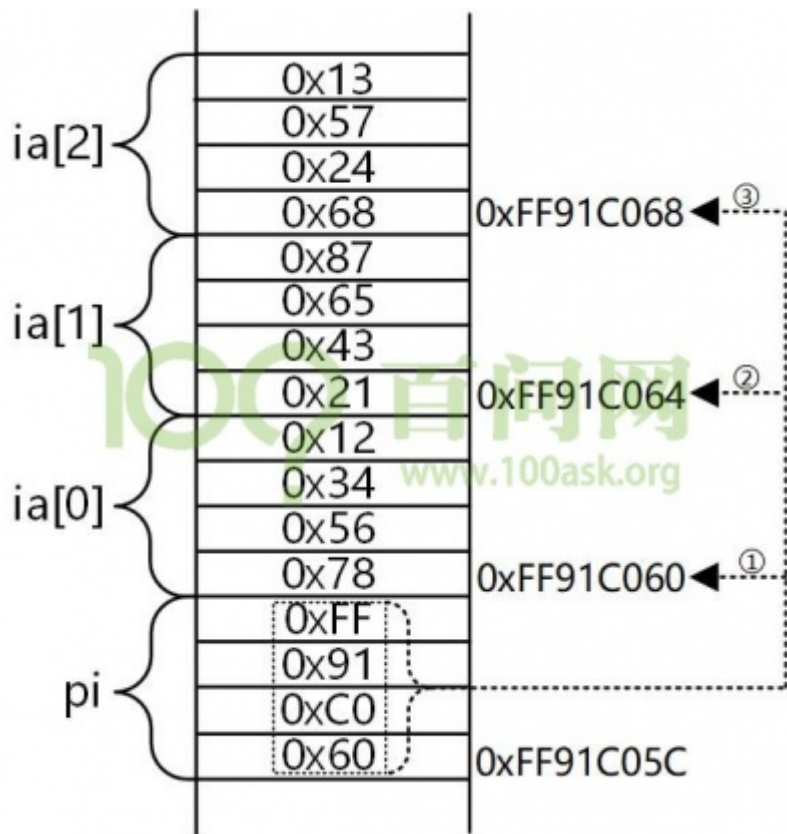 0x13
0x57
ia[2]
0x24
0x68 0xFF91C068 ③
0x87
0x65
ia[1]
0x43
0x21 0xFF91C064 ②
100 百问网
0x12
www.100ask.org
0x34
ia[0]
0x56
0x78 0xFF91C060 ①
0xFF
0x91
pi
0xC0
0x60 0xFF91C05C